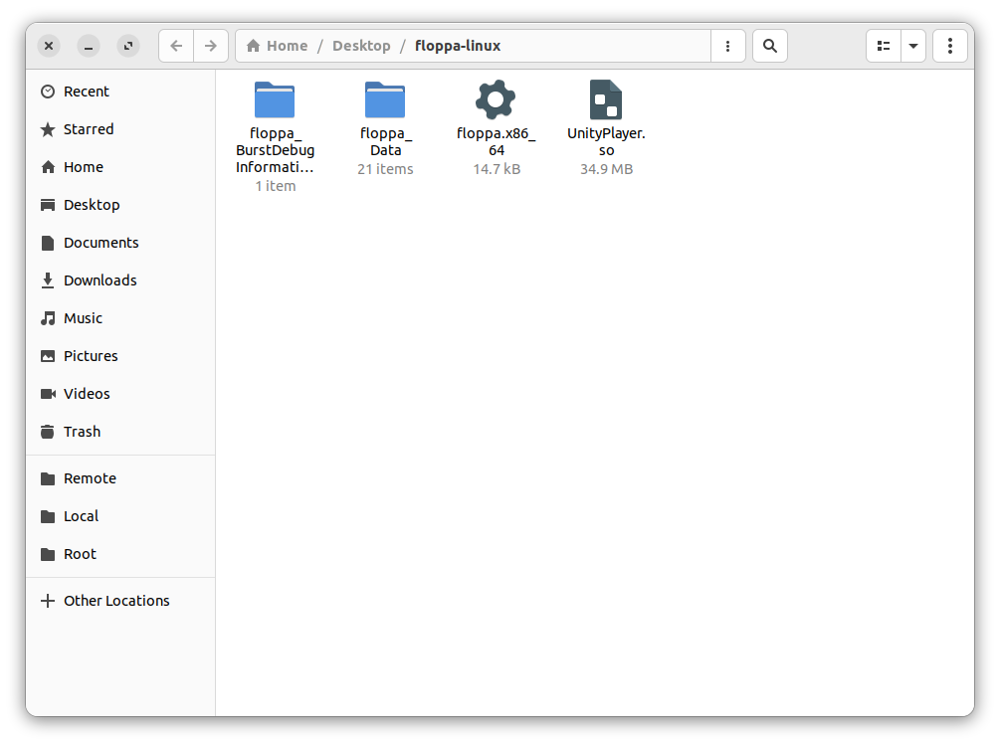 Home / Desktop / floppa-linux
Recent
Starred
Home
Desktop
Documents
Downloads
Music
Pictures
Videos
Trash
Remote
Local
Root
Other Locations
floppa_
BurstDebug
Informati...
1 item
floppa_
Data
21 items
floppa.x86_
64
14.7 kB
UnityPlayer.
so
34.9 MB